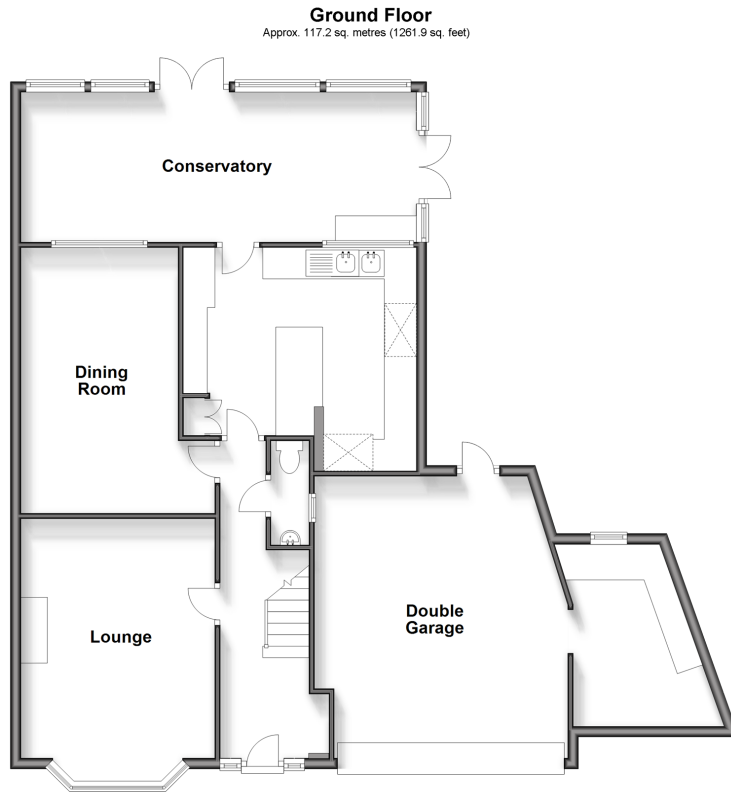 Ground Floor
Approx. 117.2 sq. metres (1261.9 sq. feet)
Conservatory
Dining
Room
Double
Garage
Lounge